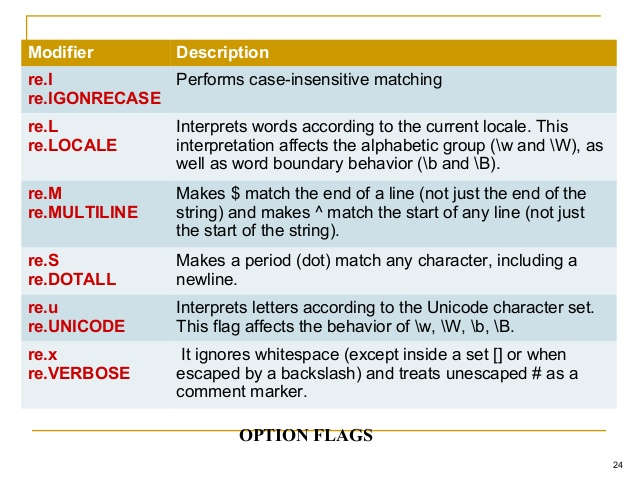 Modifier Description
re.I Performs case-insensitive matching
re.IGONRECASE
re.L Interprets words according to the current locale. This
re.LOCALE interpretation affects the alphabetic group (\w and \W), as
well as word boundary behavior (\b and \B).
re.M Makes $ match the end of a line (not just the end of the
re.MULTILINE string) and makes ^ match the start of any line (not just
the start of the string).
re.S Makes a period (dot) match any character, including a
re.DOTALL newline.
re.u Interprets letters according to the Unicode character set.
re.UNICODE This flag affects the behavior of \w, \W, \b, \B.
re.x It ignores whitespace (except inside a set [] or when
re.VERBOSE escaped by a backslash) and treats unescaped # as a
comment marker.
OPTION FLAGS
24